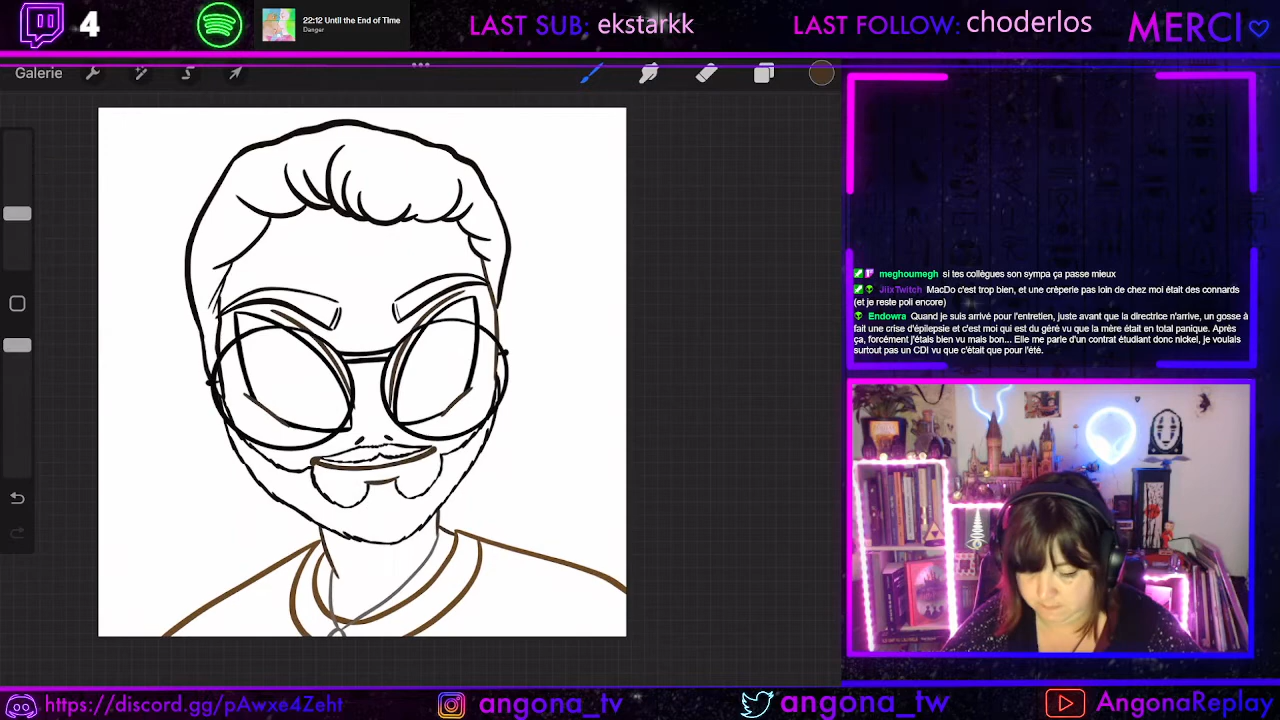 4
22:12 Until the End of Time
Danger
LAST SUB: ekstarkk
LAST FOLLOW: choderlos
MERCI
Galerie
meghoumegh si tes collègues son sympa ça passe mieux
JiixTwitch MacDo c'est trop bien, et une crêperie pas loin de chez moi était des connards
(et je reste poli encore)
Endowra Quand je suis arrivé pour l'entretien, juste avant que la directrice n'arrive, un gosse à
fait une crise d'épilepsie et c'est moi qui est du géré vu que la mère était en total panique. Après
ça, forcément j'étais bien vu mais bon... Elle me parle d'un contrat étudiant donc nickel, je voulais
surtout pas un CDI vu que c'était que pour l'été.
https://discord.gg/pAwxe4Zeht
angona_tv
angona_tw
AngonaReplay